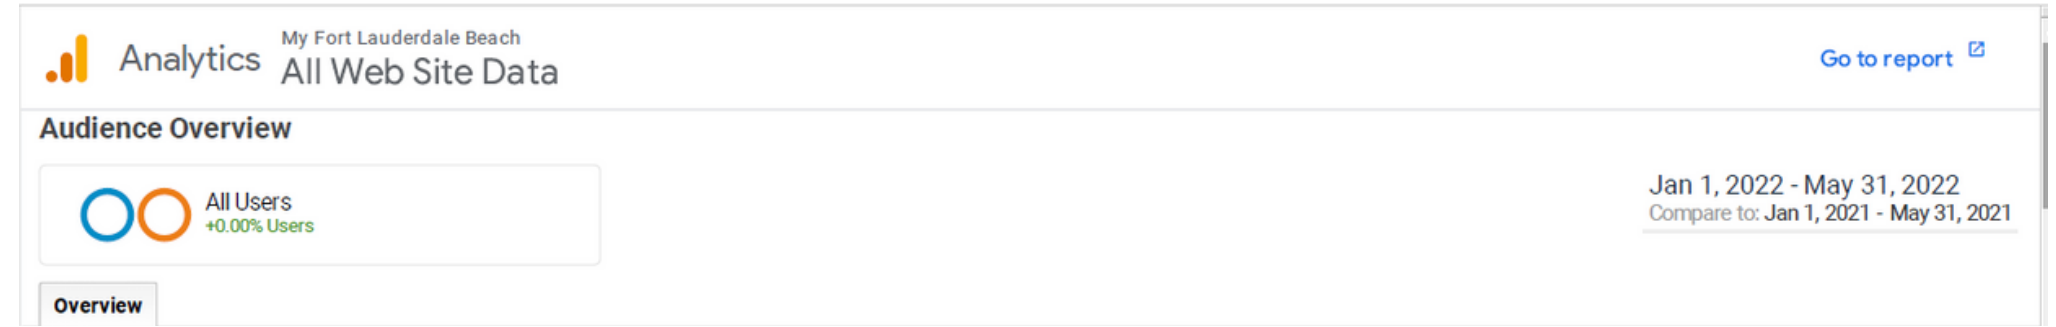 My Fort Lauderdale Beach
Analytics
All Web Site Data
Go to report
Audience Overview
All Users
+0.00% Users
Jan 1, 2022 - May 31, 2022
Compare to: Jan 1, 2021 - May 31, 2021
Overview